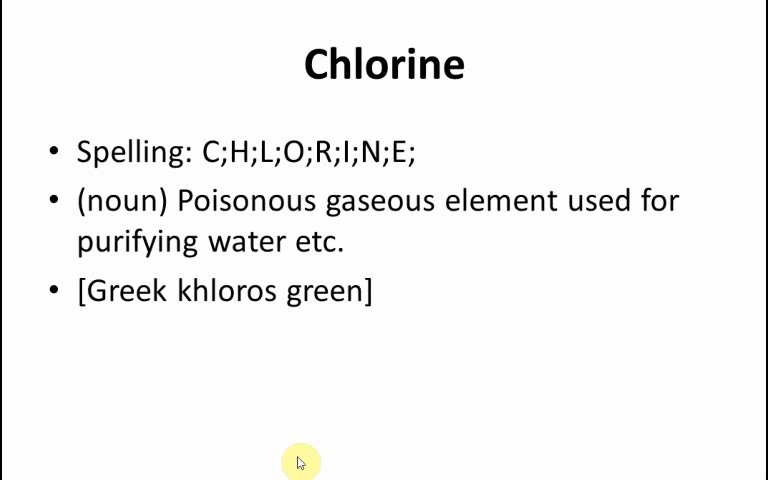 Chlorine
• Spelling: C;H;L;O;R;I;N;E;
• (noun) Poisonous gaseous element used for
purifying water etc.
• [Greek khloros green]